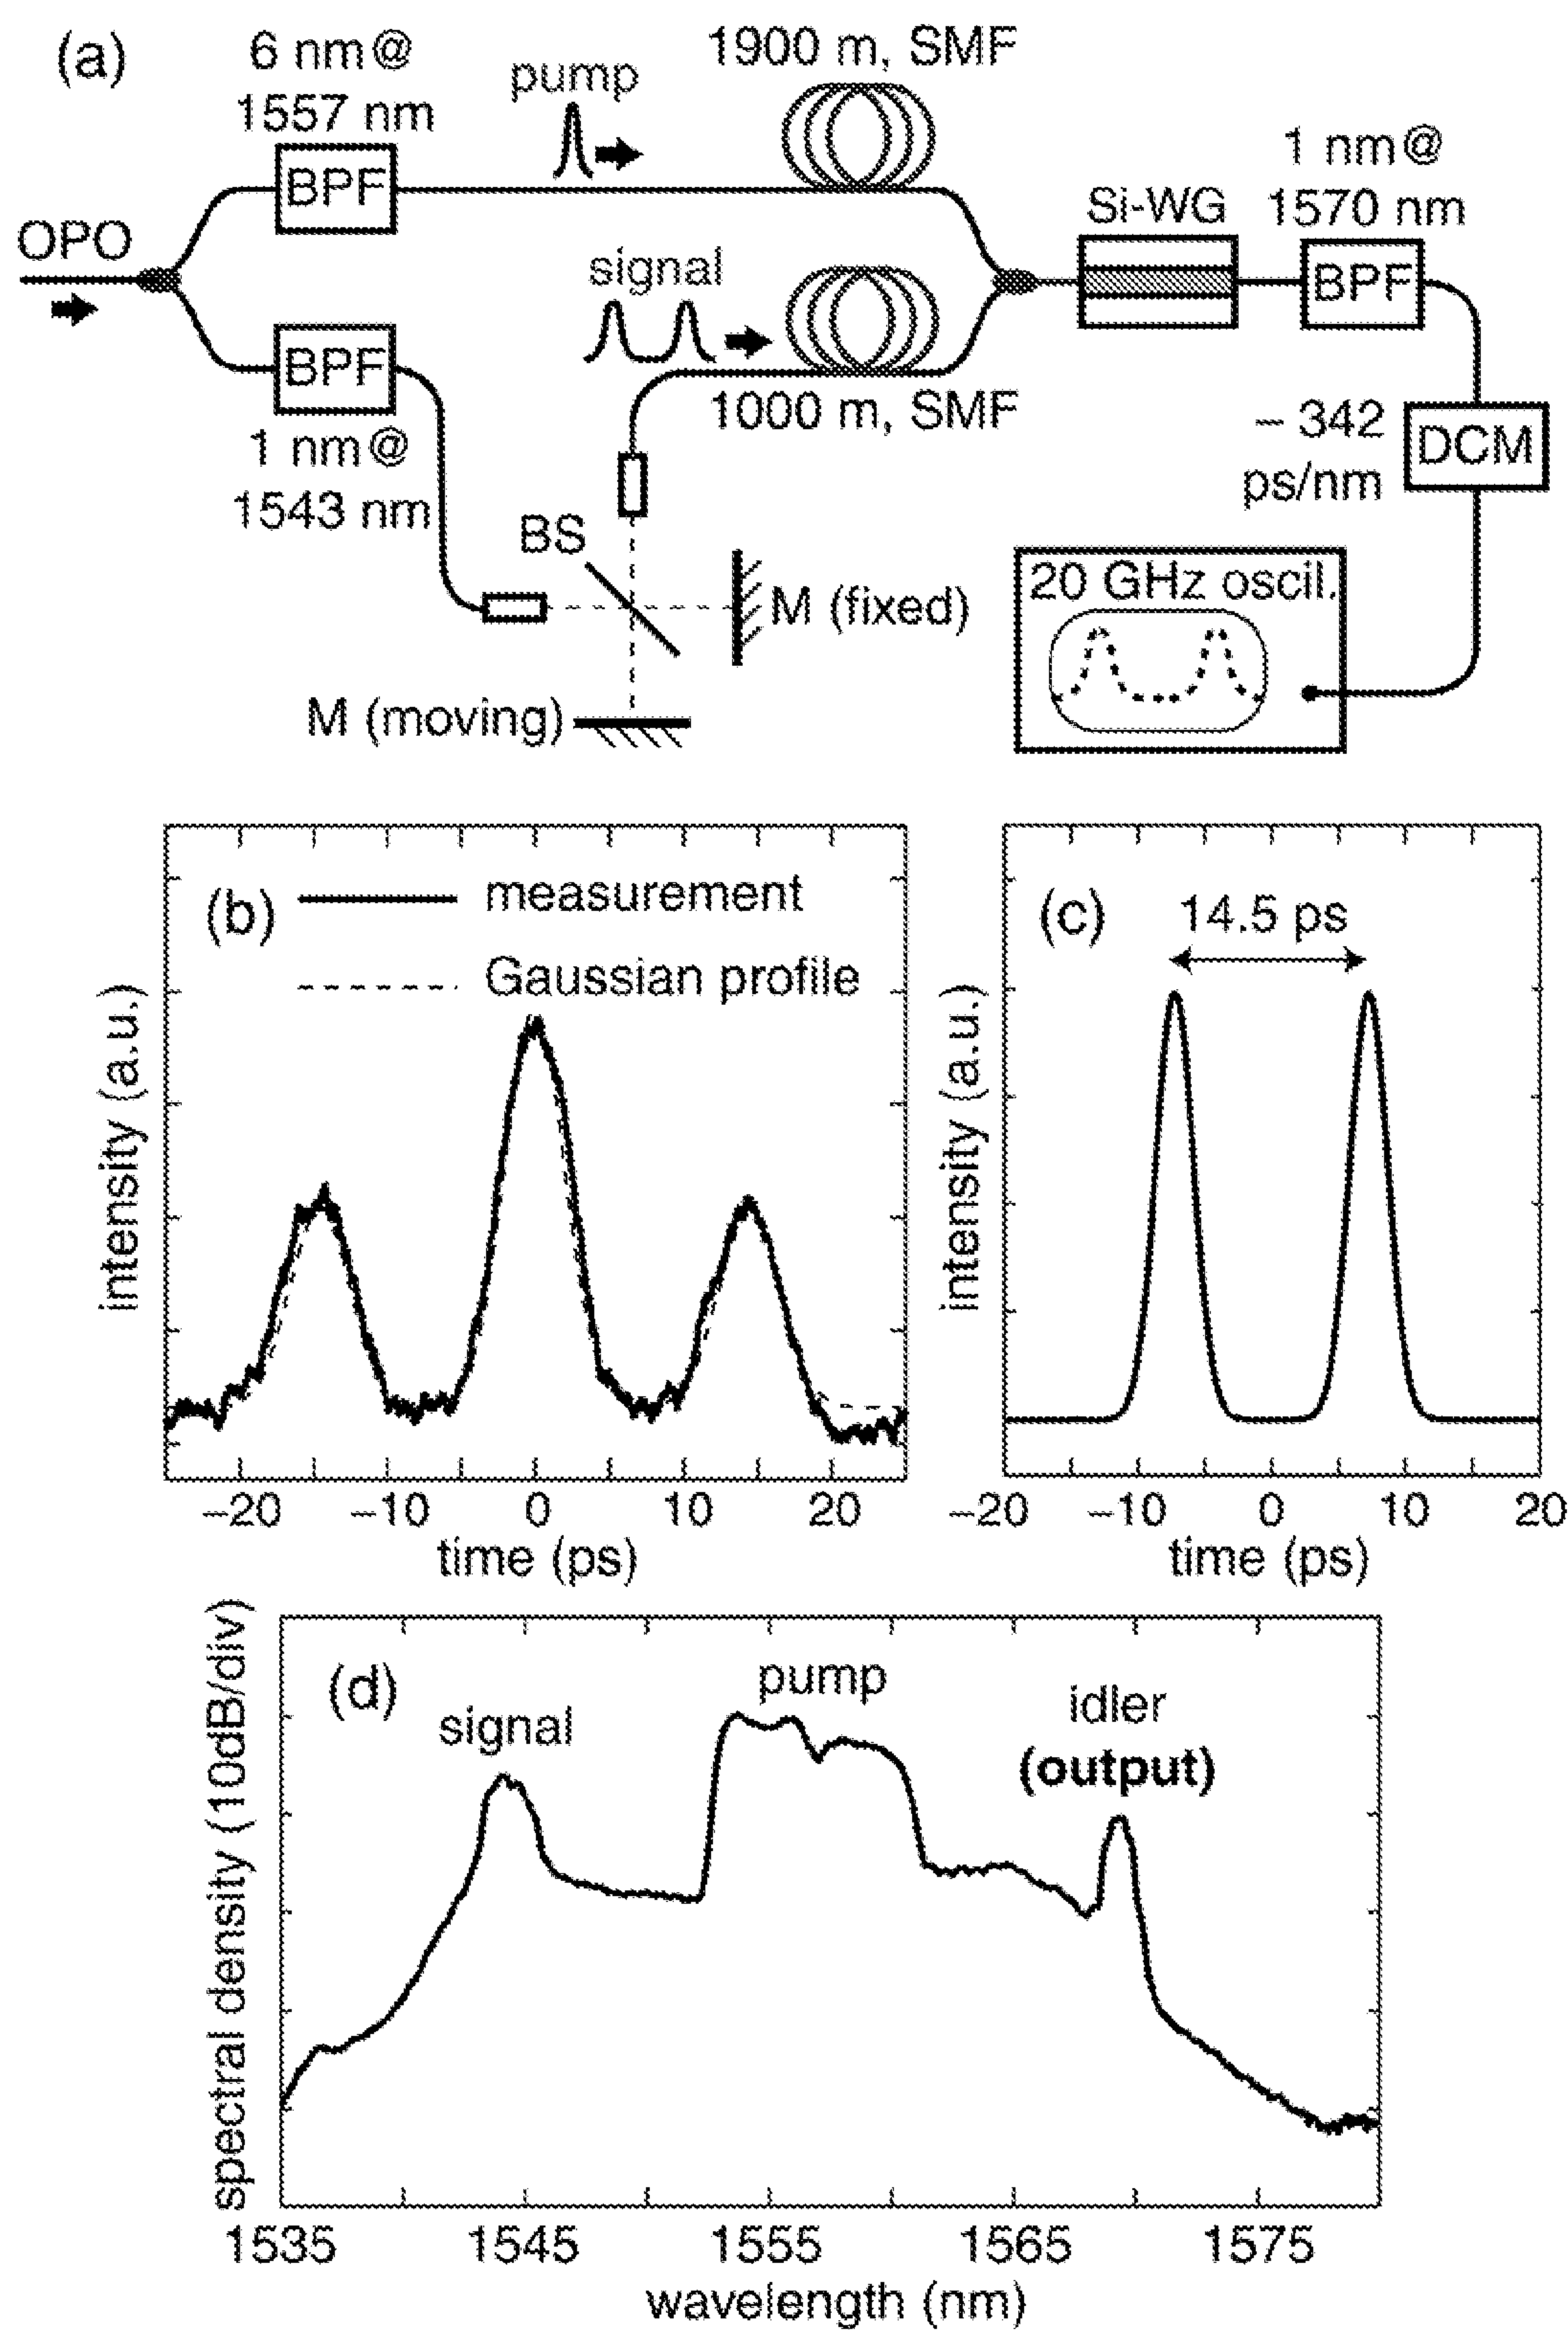 (a)
6 nm@
1557 nm
BPF
pump
1900 m, SMF
OPO
signal
Si-WG
1 nm@
1570 nm
BPF
BPF
1 nm@
1543 nm
1000 m, SMF
– 342
ps/nm
DCM
BS
M (fixed)
M (moving)
20 GHz oscil.
(b)
measurement
Gaussian profile
intensity (a.u.)
−20 −10 0 10 20
time (ps)
(c)
14.5 ps
intensity (a.u.)
−20 −10 0 10 20
time (ps)
(d)
signal
pump
idler
(output)
spectral density (10dB/div)
1535 1545 1555 1565 1575
wavelength (nm)